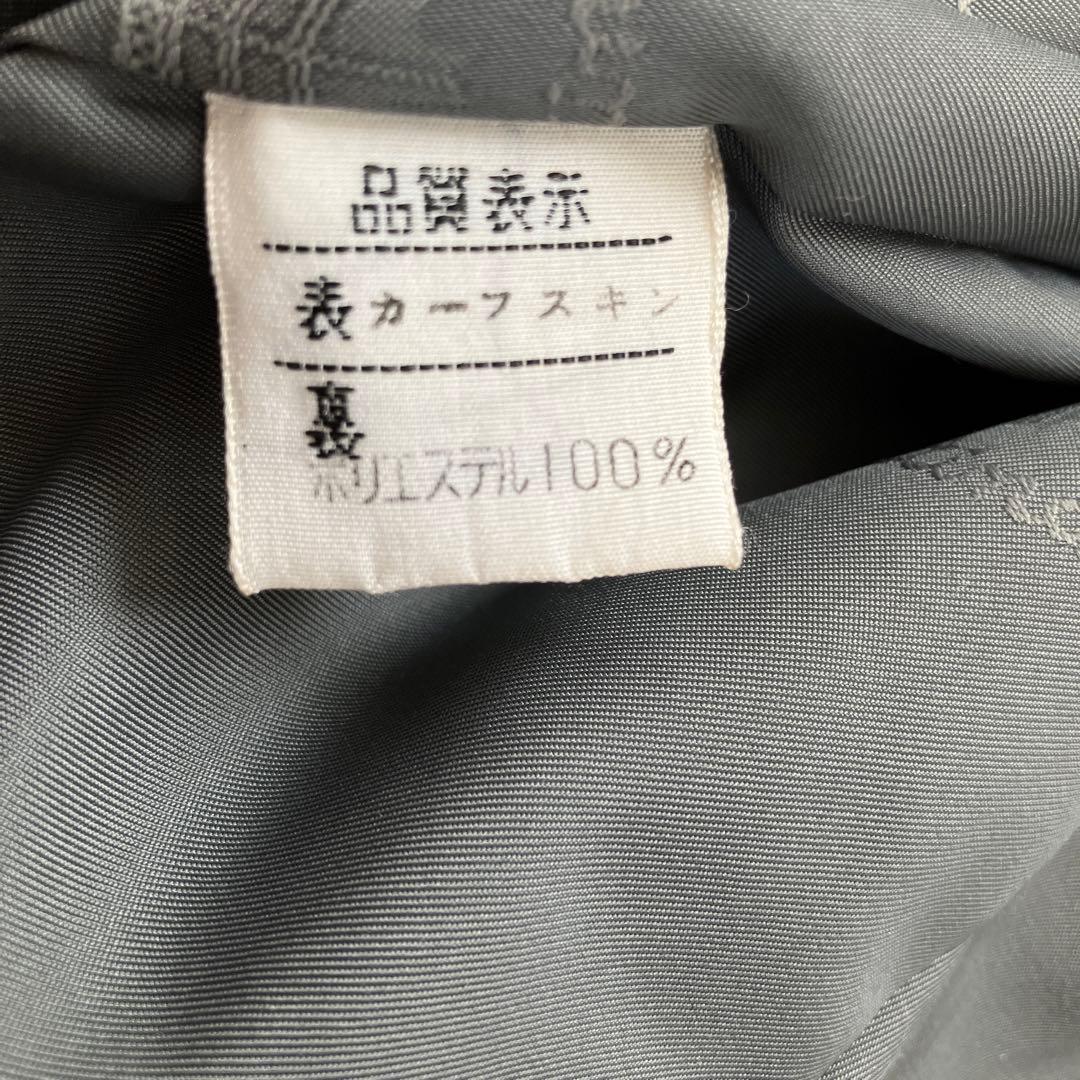 品質表示
表 カーフスキン
裏
ポリエステル100%